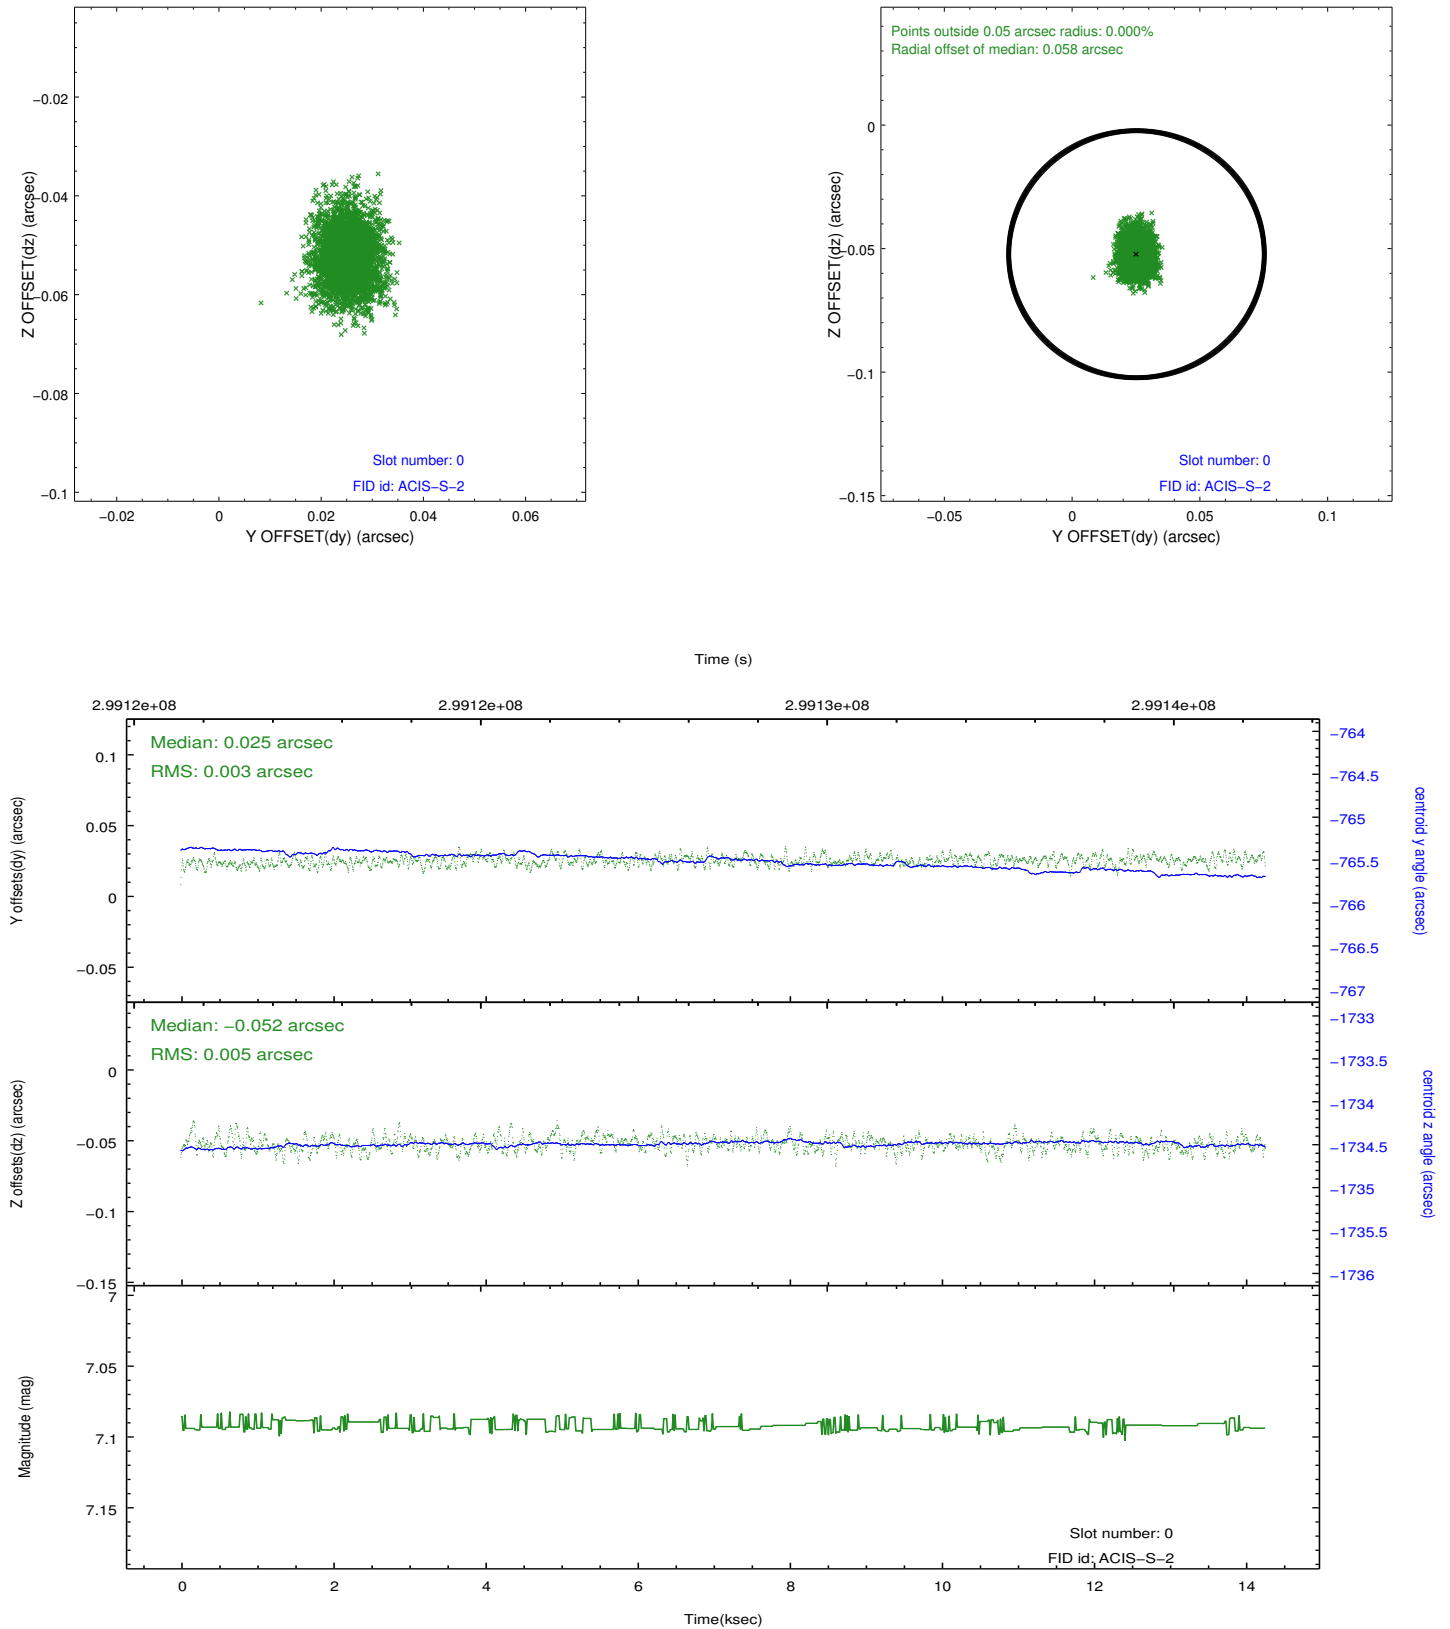 −0.02
−0.04
−0.06
−0.08
−0.1
Z OFFSET(dz) (arcsec)
Slot number: 0
FID id: ACIS−S−2
−0.02
0
0.02
0.04
0.06
Y OFFSET(dy) (arcsec)
Points outside 0.05 arcsec radius: 0.000%
Radial offset of median: 0.058 arcsec
0
−0.05
−0.1
−0.15
Z OFFSET(dz) (arcsec)
Slot number: 0
FID id: ACIS−S−2
−0.05
0
0.05
0.1
Y OFFSET(dy) (arcsec)
Time (s)
2.9912e+08
2.9912e+08
2.9913e+08
2.9914e+08
Median: 0.025 arcsec
RMS: 0.003 arcsec
0.1
0.05
0
−0.05
Y offsets(dy) (arcsec)
−764
−764.5
−765
−765.5
−766
−766.5
−767
centroid y angle (arcsec)
Median: −0.052 arcsec
RMS: 0.005 arcsec
0
−0.05
−0.1
−0.15
Z offsets(dz) (arcsec)
−1733
−1733.5
−1734
−1734.5
−1735
−1735.5
−1736
centroid z angle (arcsec)
7
7.05
7.1
7.15
Magnitude (mag)
Slot number: 0
FID id: ACIS−S−2
0
2
4
6
8
10
12
14
Time(ksec)